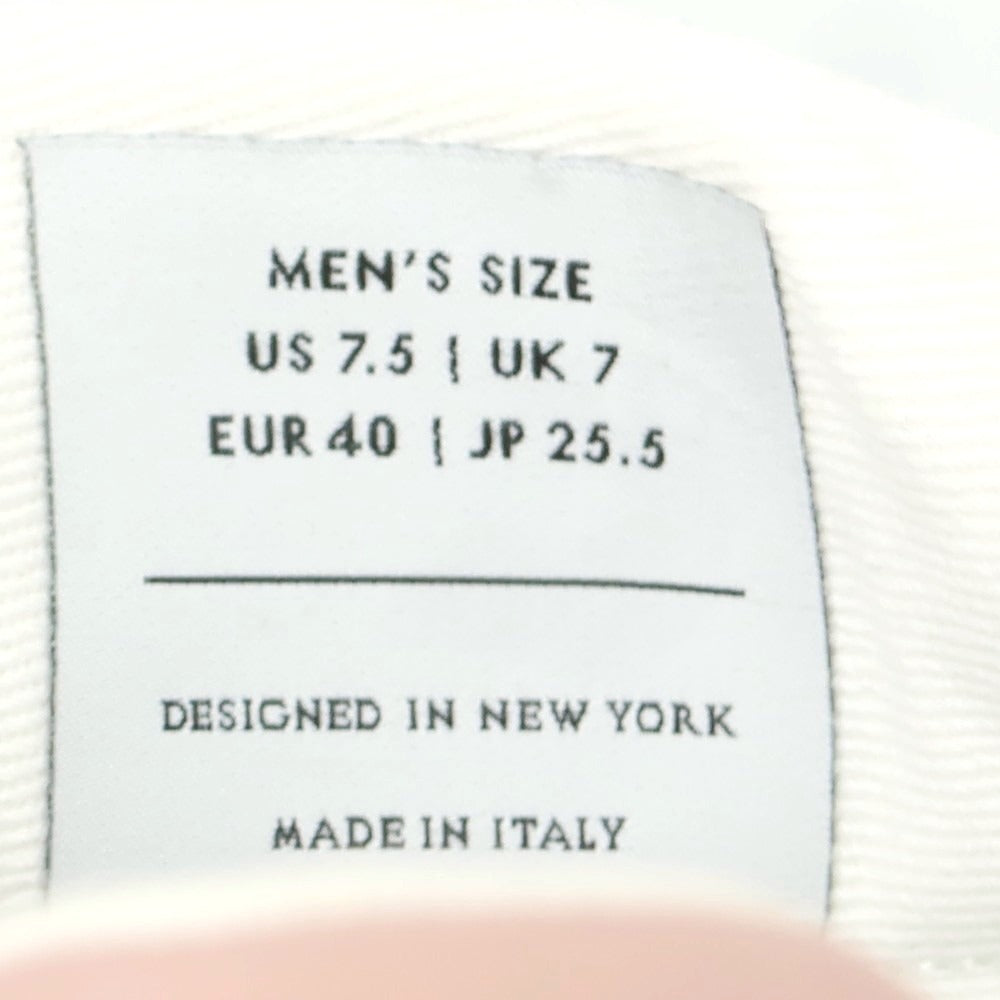 MEN'S SIZE
US 7.5 | UK 7
EUR 40 | JP 25.5
DESIGNED IN NEW YORK
MADE IN ITALY